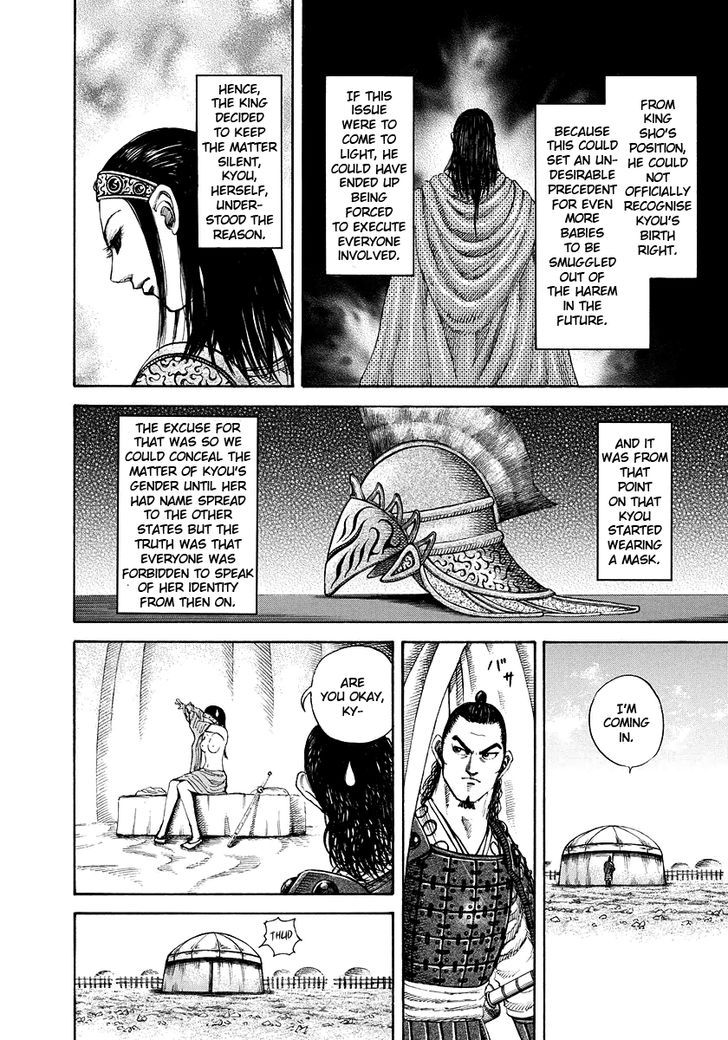 FROM
KING
SHO'S
POSITION,
HE COULD
NOT
OFFICIALLY
RECOGNISE
KYOU'S
BIRTH
RIGHT.
BECAUSE
THIS COULD
SET AN UN-
DESIRABLE
PRECEDENT
FOR EVEN
MORE
BABIES
TO BE
SMUGGLED
OUT OF
THE HAREM
IN THE
FUTURE.
IF THIS
ISSUE
WERE TO
COME TO
LIGHT, HE
COULD HAVE
ENDED UP
BEING
FORCED
TO EXECUTE
EVERYONE
INVOLVED.
HENCE,
THE KING
DECIDED
TO KEEP
THE MATTER
SILENT,
KYOU,
HERSELF,
UNDER-
STOOD THE
REASON.
AND IT
WAS FROM
THAT
POINT
ON THAT
KYOU
STARTED
WEARING
A MASK.
THE EXCUSE FOR
THAT WAS SO WE
COULD CONCEAL THE
MATTER OF KYOU'S
GENDER UNTIL HER
HAD NAME SPREAD
TO THE OTHER
STATES BUT THE
TRUTH WAS THAT
EVERYONE WAS
FORBIDDEN TO SPEAK
OF HER IDENTITY
FROM THEN ON.
I'M
COMING
IN.
バサ
ARE
YOU OKAY,
KY-
THUD